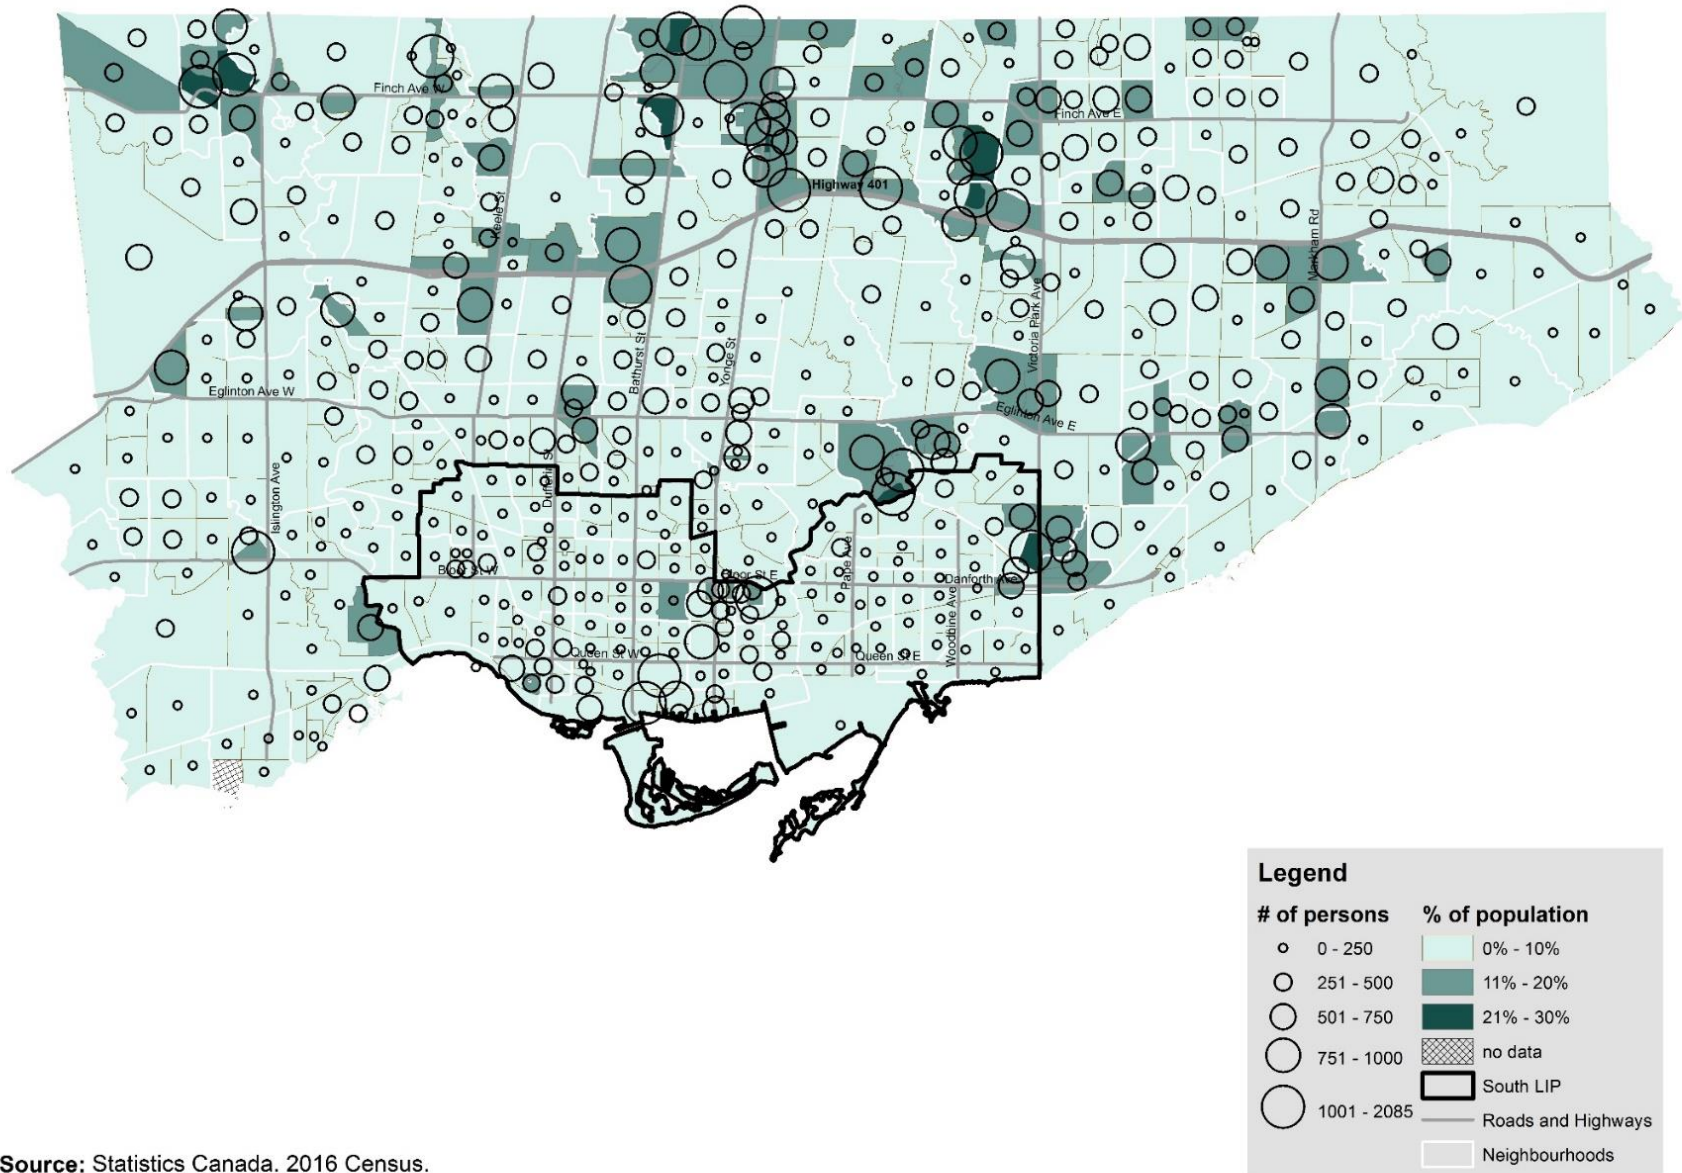 Finch Ave W
Finch Ave E
Keele St
Highway 401
Markham Rd
Victoria Park Ave
Bathurst St
Yonge St
Eglinton Ave W
Eglinton Ave E
Islington Ave
Dufferin St
Bloor St W
Bloor St E
Pape Ave
Danforth Ave
Woodbine Ave
Queen St W
Queen St E
Legend
# of persons % of population
0 - 250 0% - 10%
251 - 500 11% - 20%
501 - 750 21% - 30%
751 - 1000 no data
1001 - 2085 South LIP
Roads and Highways
Neighbourhoods
Source: Statistics Canada. 2016 Census.